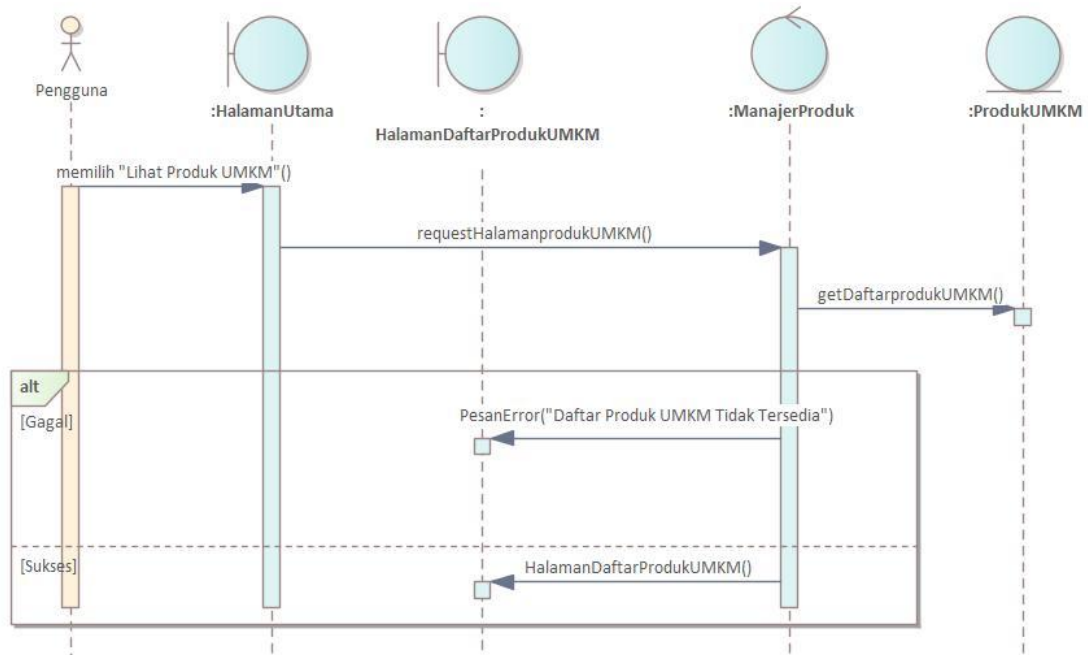 Pengguna
:HalamanUtama
:
HalamanDaftarProdukUMKM
:ManajerProduk
:ProdukUMKM
memilih "Lihat Produk UMKM"()
requestHalamanprodukUMKM()
getDaftarprodukUMKM()
alt
[Gagal]
PesanError("Daftar Produk UMKM Tidak Tersedia")
[Sukses]
HalamanDaftarProdukUMKM()